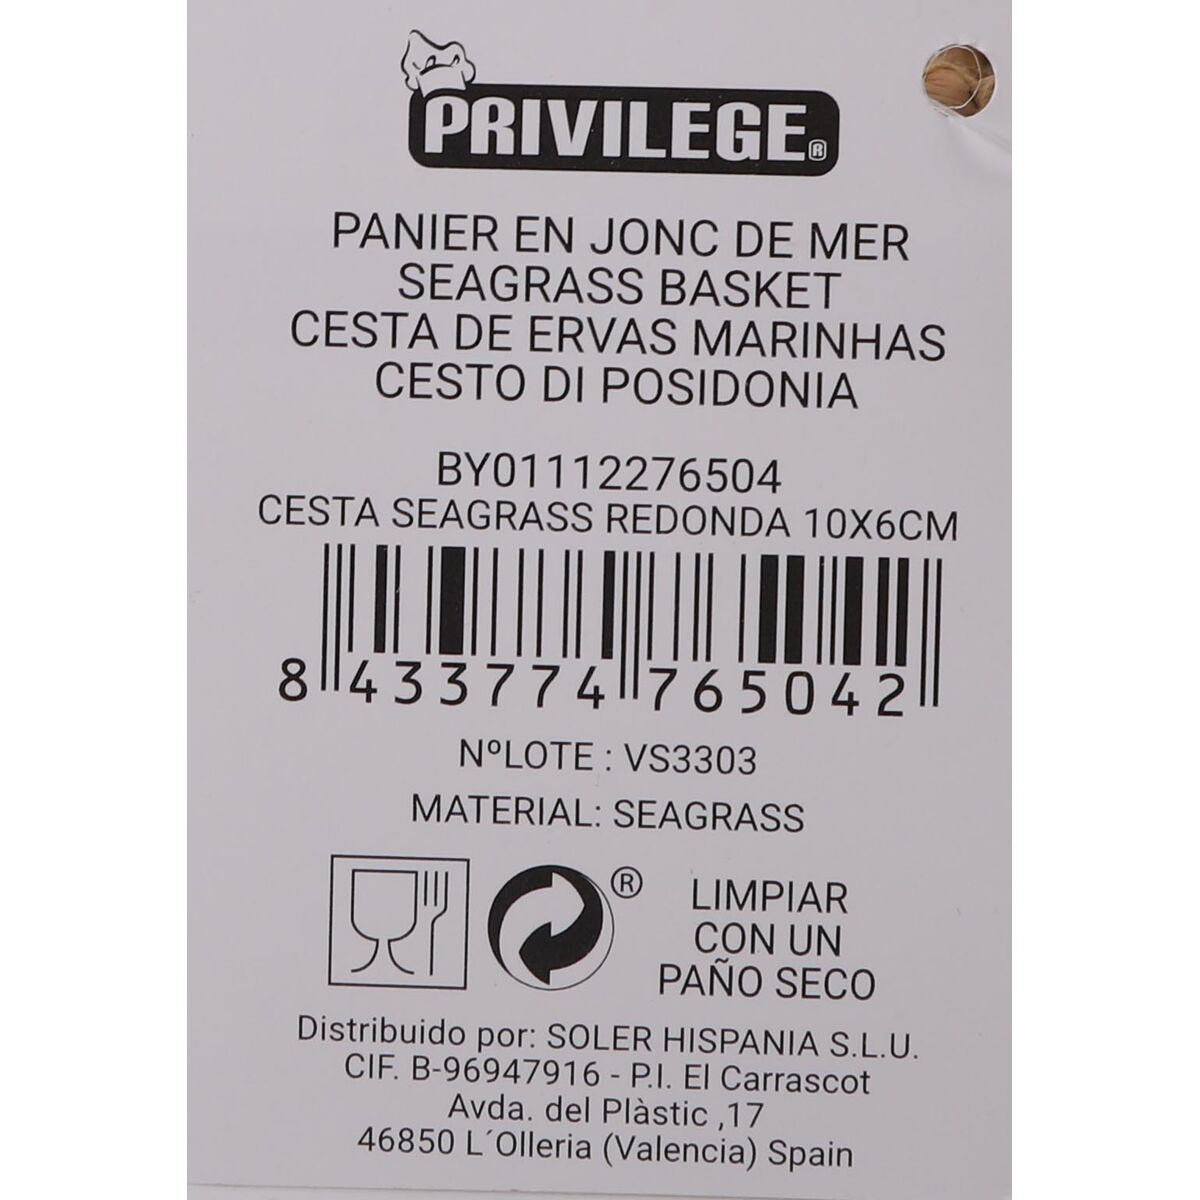 PRIVILEGE®
PANIER EN JONC DE MER
SEAGRASS BASKET
CESTA DE ERVAS MARINHAS
CESTO DI POSIDONIA
BY01112276504
CESTA SEAGRASS REDONDA 10X6CM
8 433774 765042
NºLOTE : VS3303
MATERIAL: SEAGRASS
®
LIMPIAR
CON UN
PAÑO SECO
Distribuido por: SOLER HISPANIA S.L.U.
CIF. B-96947916 - P.I. El Carrascot
Avda. del Plàstic ,17
46850 L´Olleria (Valencia) Spain